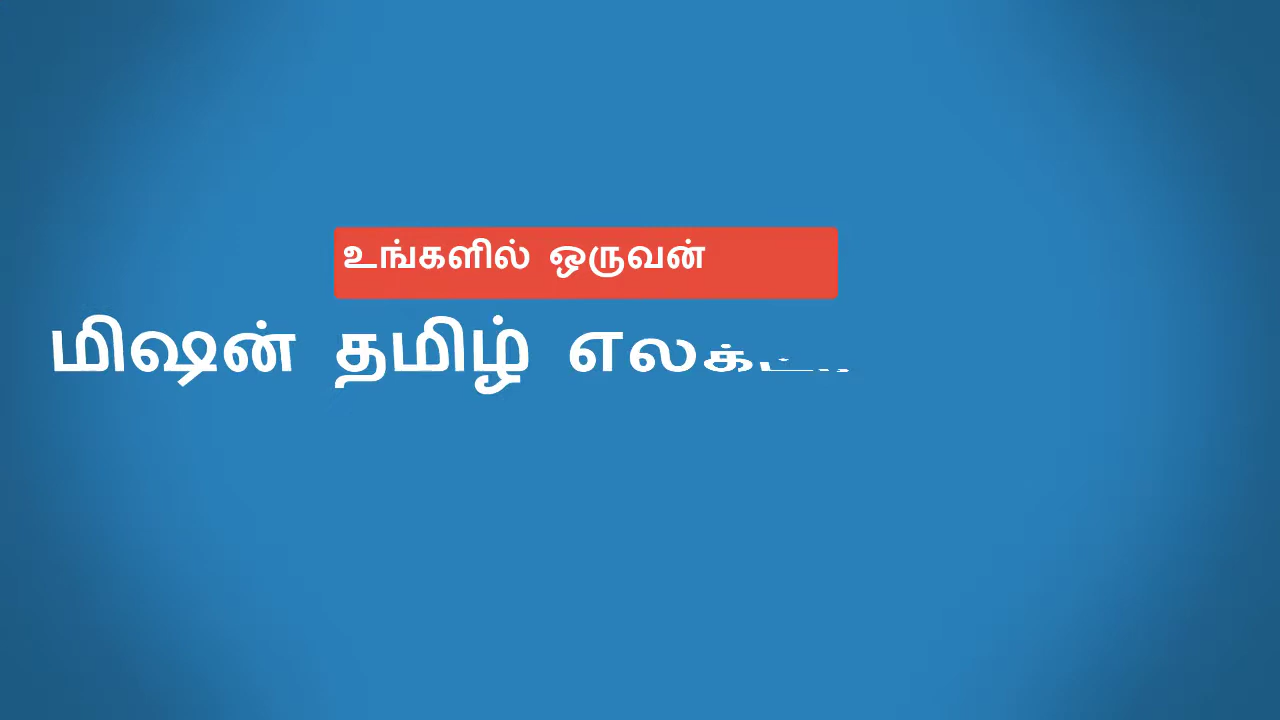 உங்களில் ஒருவன்
மிஷன் தமிழ்